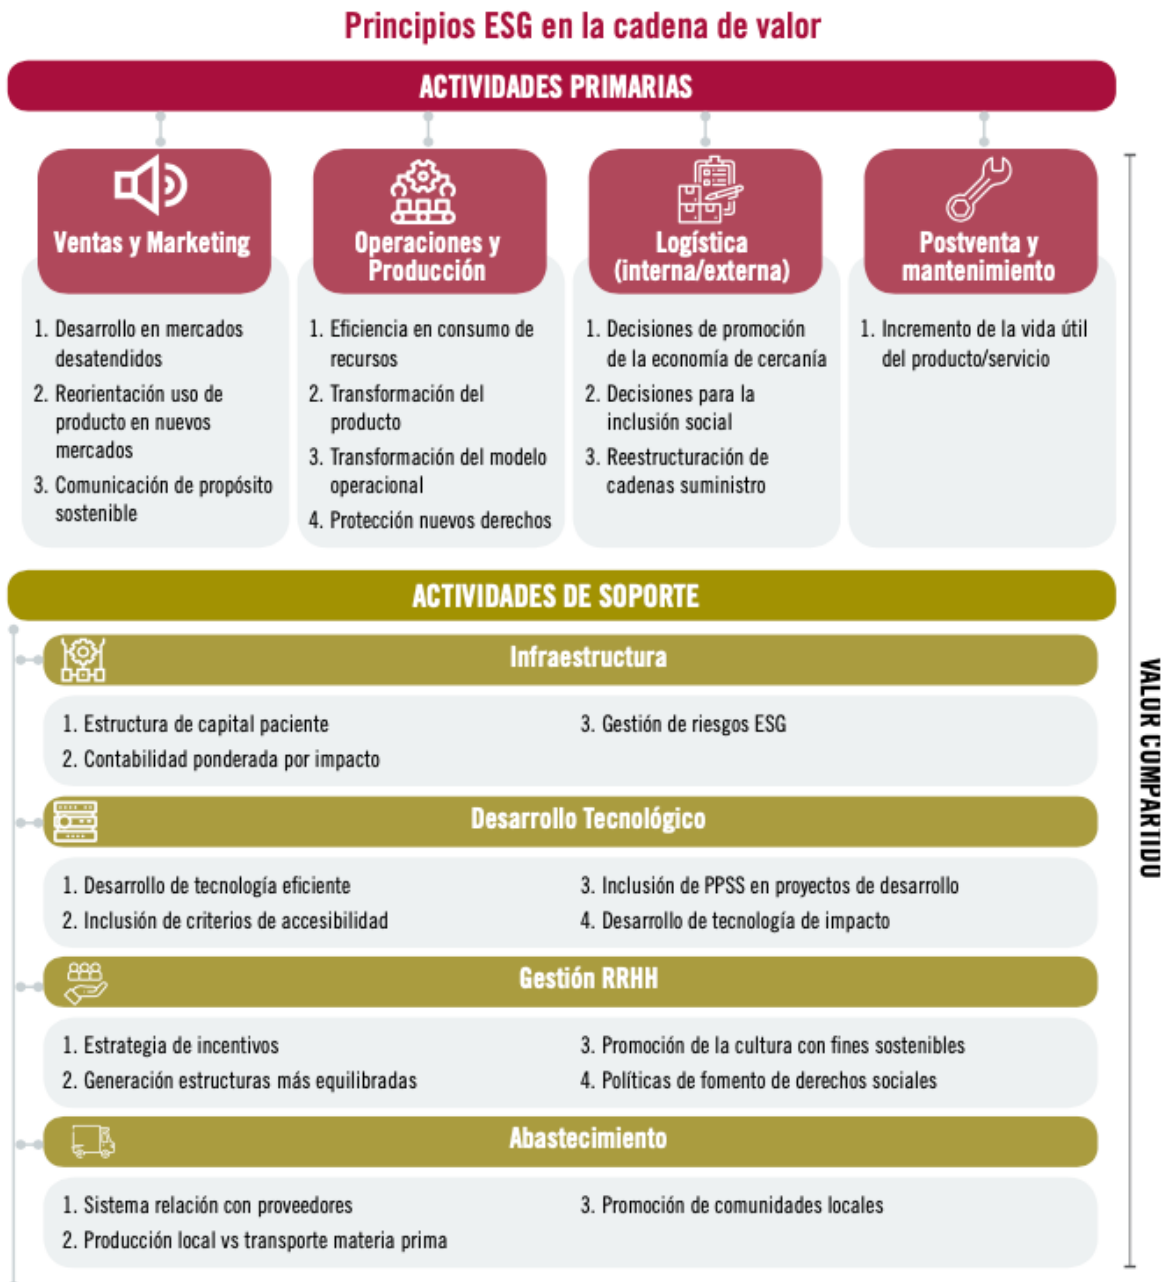 Principios ESG en la cadena de valor
ACTIVIDADES PRIMARIAS
Ventas y Marketing
1. Desarrollo en mercados
desatendidos
2. Reorientación uso de
producto en nuevos
mercados
3. Comunicación de propósito
sostenible
Operaciones y
Producción
1. Eficiencia en consumo de
recursos
2. Transformación del
producto
3. Transformación del modelo
operacional
4. Protección nuevos derechos
Logística
(interna/externa)
1. Decisiones de promoción
de la economía de cercanía
2. Decisiones para la
inclusión social
3. Reestructuración de
cadenas suministro
Postventa y
mantenimiento
1. Incremento de la vida útil
del producto/servicio
ACTIVIDADES DE SOPORTE
Infraestructura
1. Estructura de capital paciente
2. Contabilidad ponderada por impacto
3. Gestión de riesgos ESG
Desarrollo Tecnológico
1. Desarrollo de tecnología eficiente
2. Inclusión de criterios de accesibilidad
3. Inclusión de PPSS en proyectos de desarrollo
4. Desarrollo de tecnología de impacto
Gestión RRHH
1. Estrategia de incentivos
2. Generación estructuras más equilibradas
3. Promoción de la cultura con fines sostenibles
4. Políticas de fomento de derechos sociales
Abastecimiento
1. Sistema relación con proveedores
2. Producción local vs transporte materia prima
3. Promoción de comunidades locales
VALOR COMPARTIDO